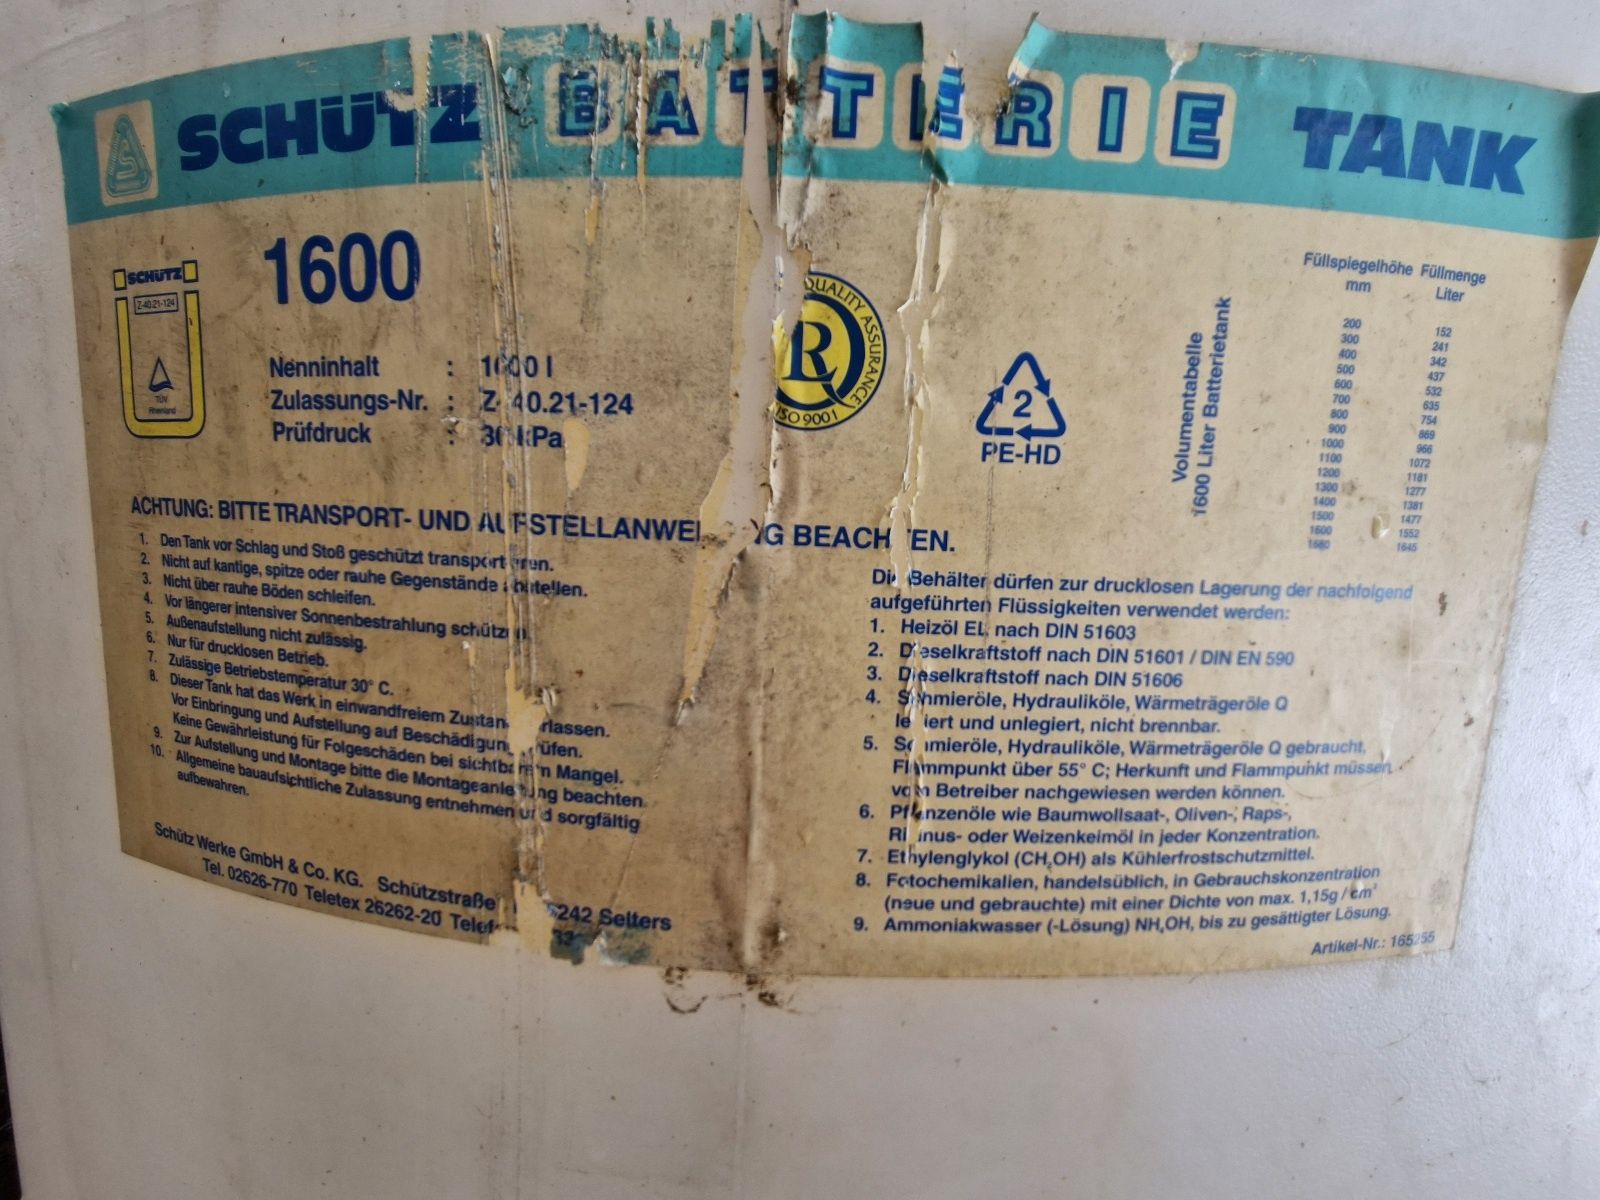 SCHÜTZ BATTERIE TANK
SCHÜTZ
Z-40.21-124
TÜV
Rheinland
1600
Nenninhalt : 1600 l
Zulassungs-Nr. : Z-40.21-124
Prüfdruck : 30 kPa
QUALITY ASSURANCE
ISO 9001
2
PE-HD
Volumentabelle
1600 Liter Batterietank
Füllspiegelhöhe Füllmenge
mm Liter
200 152
300 241
400 342
500 437
600 532
700 635
800 754
900 869
1000 966
1100 1072
1200 1181
1300 1277
1400 1381
1500 1477
1600 1552
1680 1645
ACHTUNG: BITTE TRANSPORT- UND AUFSTELLANWEI NG BEACHTEN.
1. Den Tank vor Schlag und Stoß geschützt transportieren.
2. Nicht auf kantige, spitze oder rauhe Gegenstände abstellen.
3. Nicht über rauhe Böden schleifen.
4. Vor längerer intensiver Sonnenbestrahlung schützen.
5. Außenaufstellung nicht zulässig.
6. Nur für drucklosen Betrieb.
7. Zulässige Betriebstemperatur 30° C.
8. Dieser Tank hat das Werk in einwandfreiem Zustand verlassen.
Vor Einbringung und Aufstellung auf Beschädigung prüfen.
Keine Gewährleistung für Folgeschäden bei sichtbarem Mangel.
9. Zur Aufstellung und Montage bitte die Montageanleitung beachten.
10. Allgemeine bauaufsichtliche Zulassung entnehmen und sorgfältig
aufbewahren.
Schütz Werke GmbH & Co. KG. Schützstraße 5242 Selters
Tel. 02626-770 Teletex 26262-20
Die Behälter dürfen zur drucklosen Lagerung der nachfolgend
aufgeführten Flüssigkeiten verwendet werden:
1. Heizöl EL nach DIN 51603
2. Dieselkraftstoff nach DIN 51601 / DIN EN 590
3. Dieselkraftstoff nach DIN 51606
4. Schmieröle, Hydrauliköle, Wärmeträgeröle Q
legiert und unlegiert, nicht brennbar.
5. Schmieröle, Hydrauliköle, Wärmeträgeröle Q gebraucht,
Flammpunkt über 55° C; Herkunft und Flammpunkt müssen
vom Betreiber nachgewiesen werden können.
6. Pflanzenöle wie Baumwollsaat-, Oliven-, Raps-,
Rizinus- oder Weizenkeimöl in jeder Konzentration.
7. Ethylenglykol (CH₂OH) als Kühlerfrostschutzmittel.
8. Fotochemikalien, handelsüblich, in Gebrauchskonzentration
(neue und gebrauchte) mit einer Dichte von max. 1,15g / cm³
9. Ammoniakwasser (-Lösung) NH₄OH, bis zu gesättigter Lösung.
Artikel-Nr.: 165255